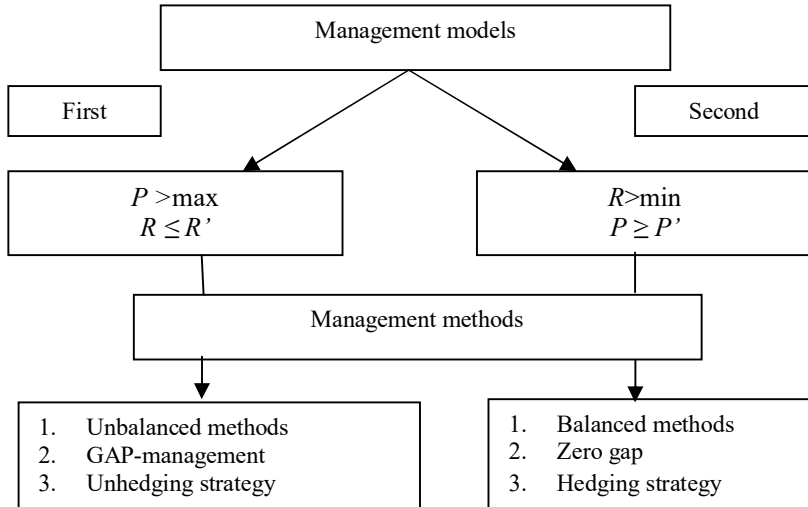 Management models
First
Second
P >max
R ≤ R’
R>min
P ≥ P’
Management methods
1. Unbalanced methods
2. GAP-management
3. Unhedging strategy
1. Balanced methods
2. Zero gap
3. Hedging strategy